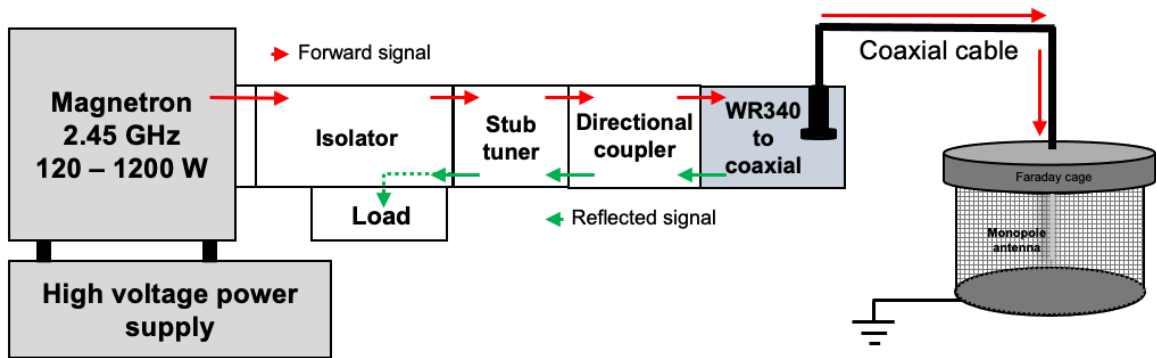 Forward signal
Coaxial cable
Magnetron
2.45 GHz
120 – 1200 W
Isolator
Stub
tuner
Directional
coupler
WR340
to
coaxial
Load
Reflected signal
Faraday cage
Monopole
antenna
High voltage power
supply